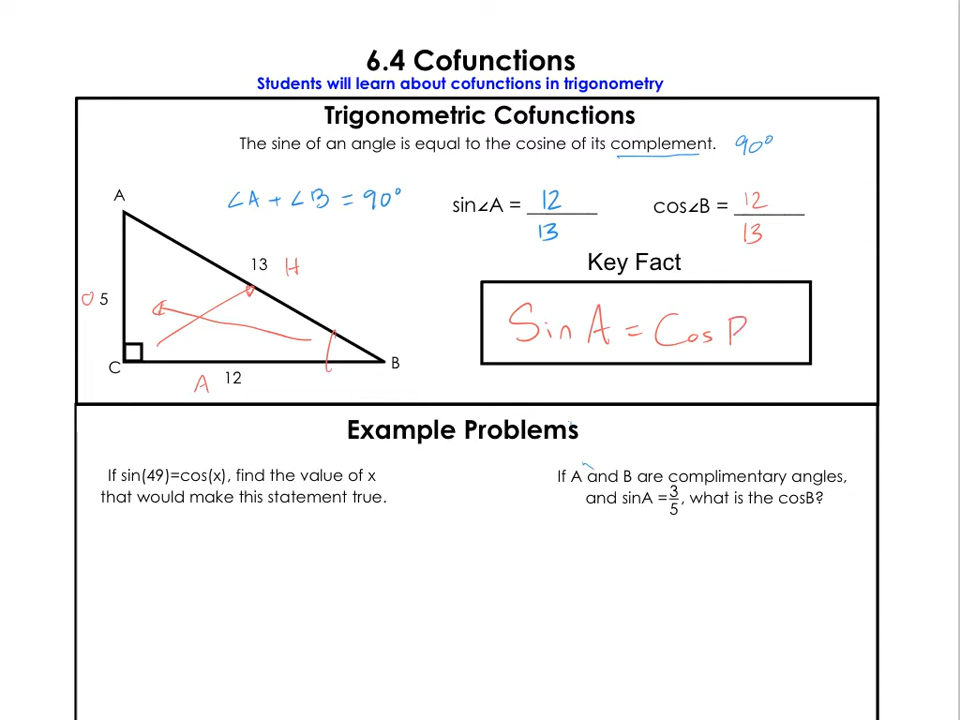 6.4 Cofunctions
Students will learn about cofunctions in trigonometry
Trigonometric Cofunctions
The sine of an angle is equal to the cosine of its complement. 90°
A
∠A + ∠B = 90°
sin∠A = 12/13
cos∠B = 12/13
13 H
O 5
C
B
A 12
Key Fact
Sin A = Cos P
Example Problems
If sin(49)=cos(x), find the value of x
that would make this statement true.
If A and B are complimentary angles,
and sinA = 3/5, what is the cosB?